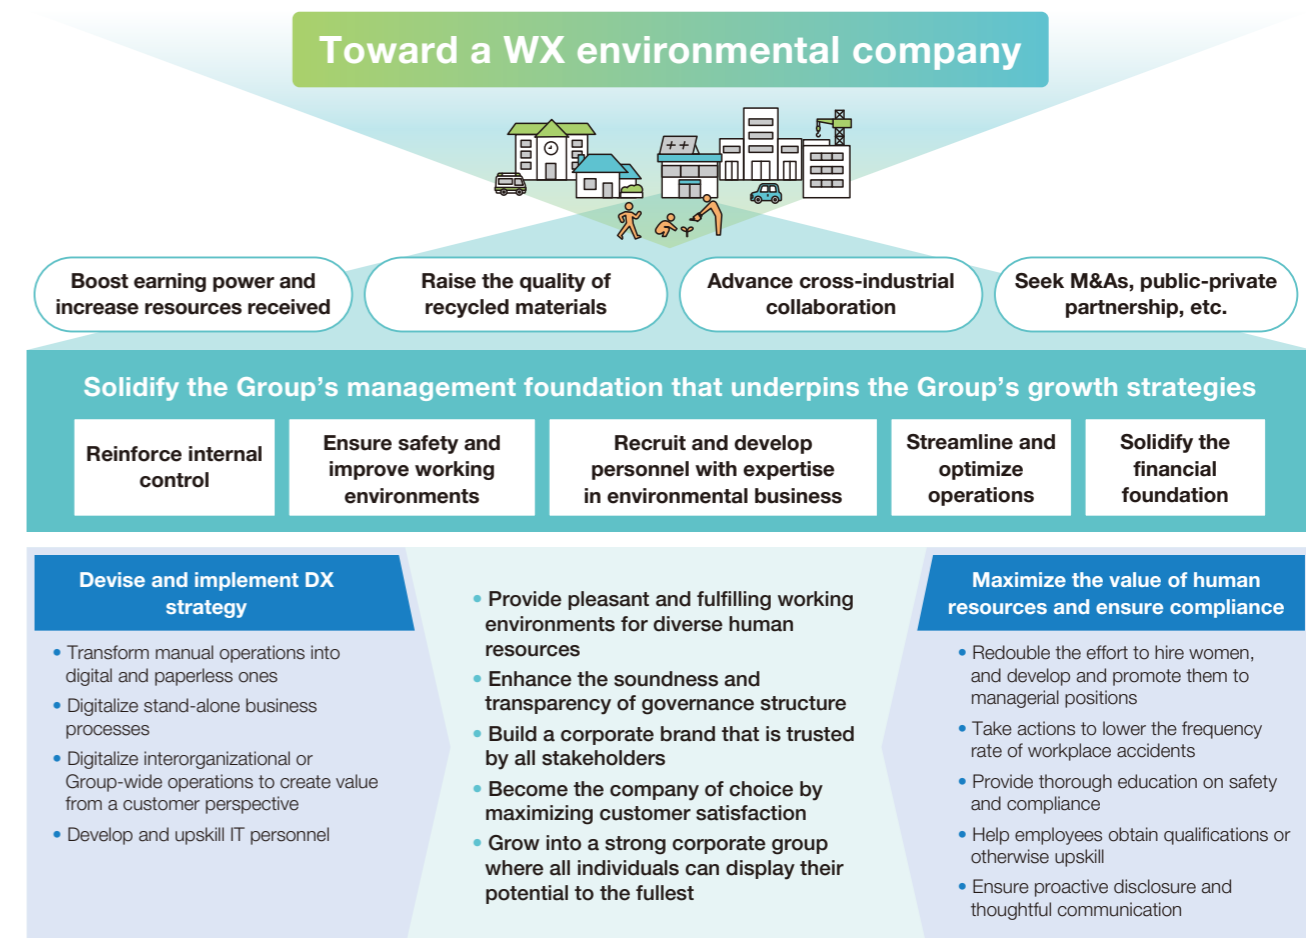 Toward a WX environmental company
Boost earning power and
increase resources received
Raise the quality of
recycled materials
Advance cross-industrial
collaboration
Seek M&As, public-private
partnership, etc.
Solidify the Group's management foundation that underpins the Group's growth strategies
Reinforce internal
control
Ensure safety and
improve working
environments
Recruit and develop
personnel with expertise
in environmental business
Streamline and
optimize
operations
Solidify the
financial
foundation
Devise and implement DX
strategy
• Transform manual operations into
digital and paperless ones
• Digitalize stand-alone business
processes
• Digitalize interorganizational or
Group-wide operations to create value
from a customer perspective
• Develop and upskill IT personnel
• Provide pleasant and fulfilling working
environments for diverse human
resources
• Enhance the soundness and
transparency of governance structure
• Build a corporate brand that is trusted
by all stakeholders
• Become the company of choice by
maximizing customer satisfaction
• Grow into a strong corporate group
where all individuals can display their
potential to the fullest
Maximize the value of human
resources and ensure compliance
• Redouble the effort to hire women,
and develop and promote them to
managerial positions
• Take actions to lower the frequency
rate of workplace accidents
• Provide thorough education on safety
and compliance
• Help employees obtain qualifications or
otherwise upskill
• Ensure proactive disclosure and
thoughtful communication